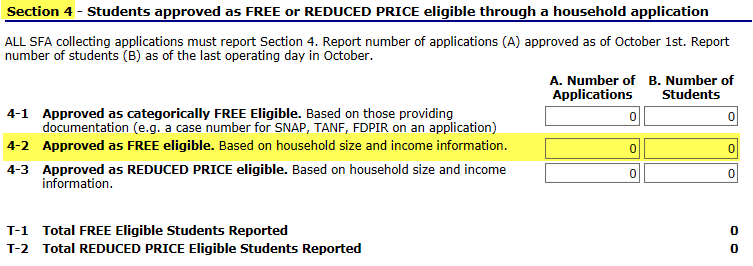 Section 4 - Students approved as FREE or REDUCED PRICE eligible through a household application
ALL SFA collecting applications must report Section 4. Report number of applications (A) approved as of October 1st. Report
number of students (B) as of the last operating day in October.
A. Number of Applications B. Number of Students
4-1 Approved as categorically FREE Eligible. Based on those providing
documentation (e.g. a case number for SNAP, TANF, FDPIR on an application) 0 0
4-2 Approved as FREE eligible. Based on household size and income information. 0 0
4-3 Approved as REDUCED PRICE eligible. Based on household size and income
information. 0 0
T-1 Total FREE Eligible Students Reported 0
T-2 Total REDUCED PRICE Eligible Students Reported 0